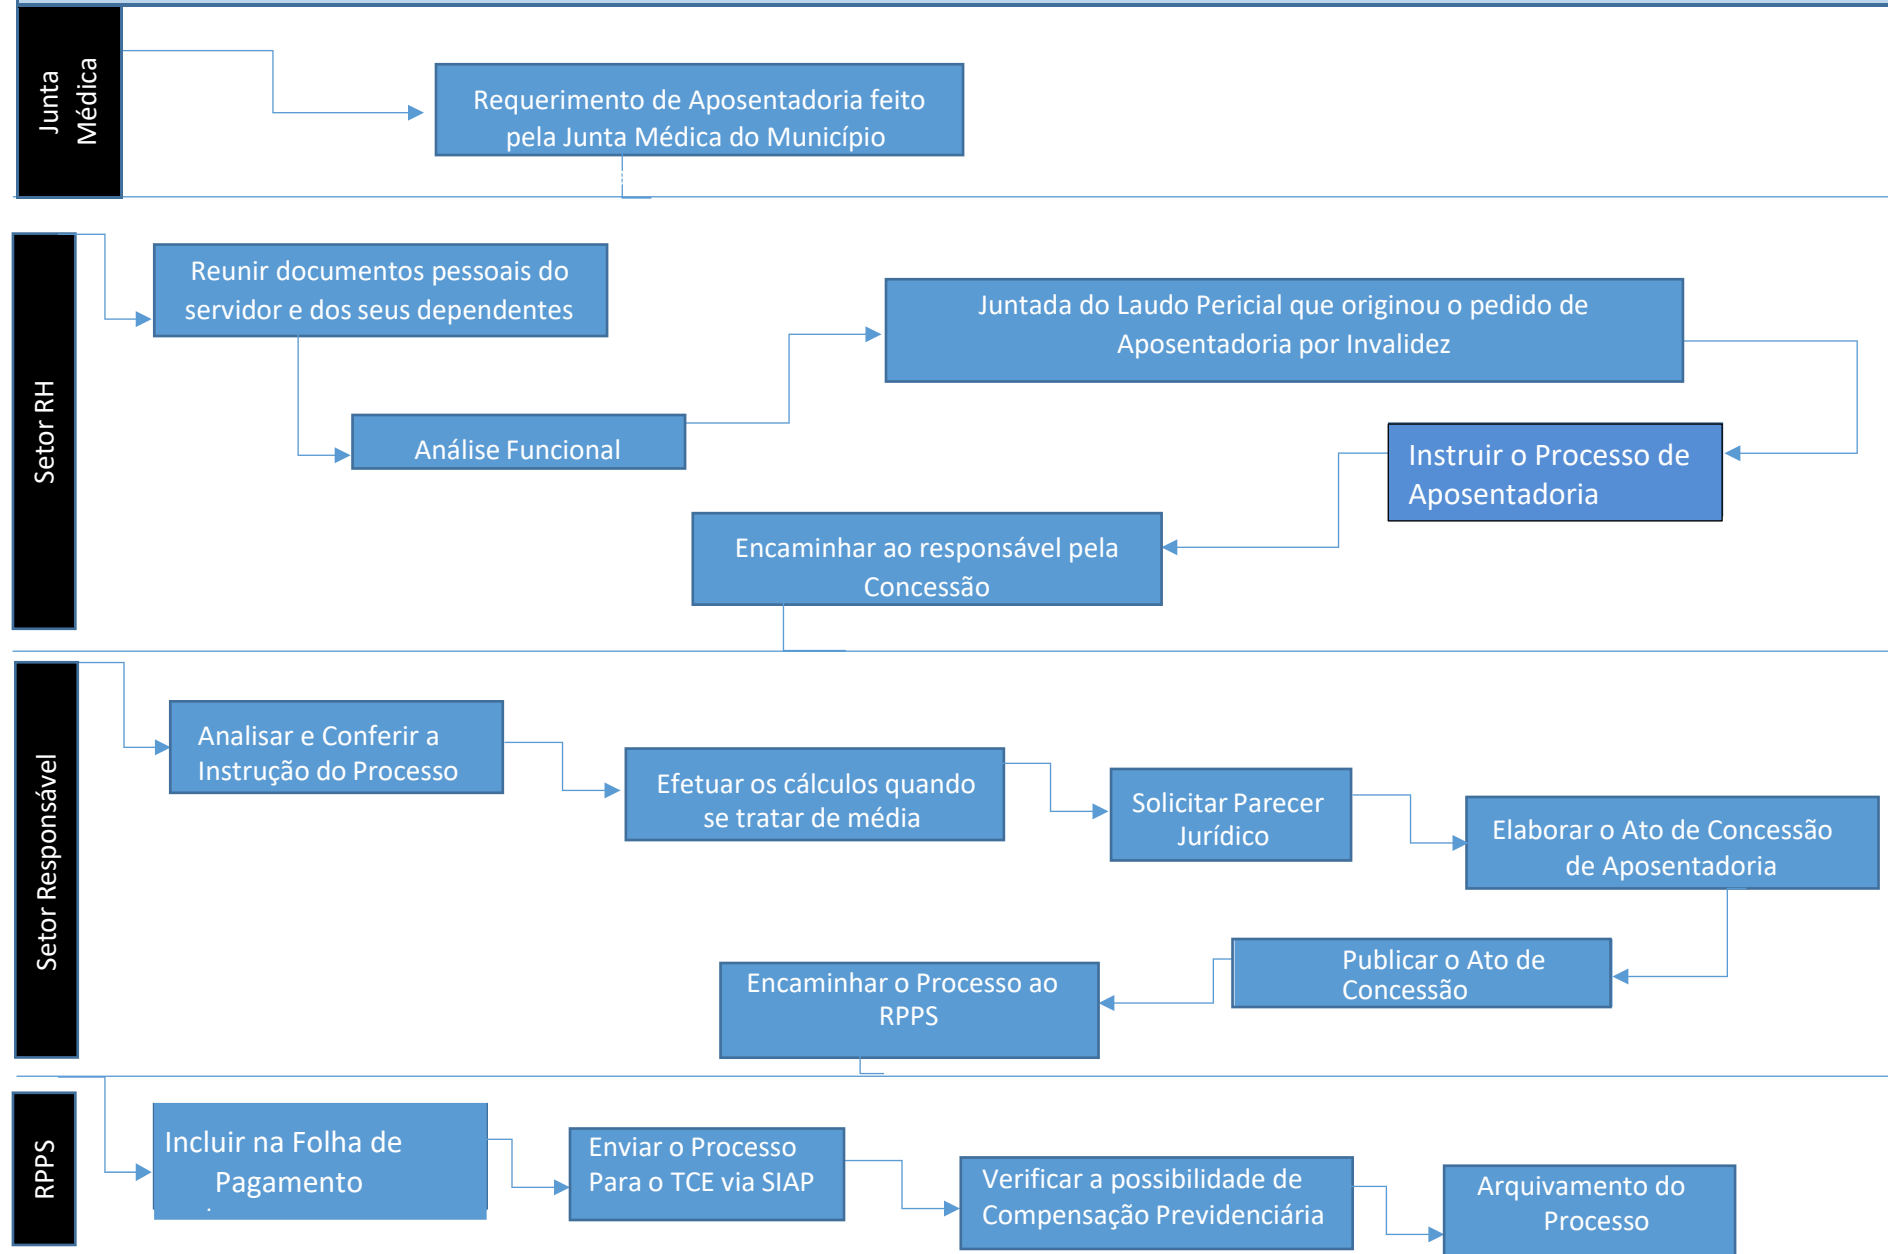 Junta
Médica
Requerimento de Aposentadoria feito
pela Junta Médica do Município
Setor RH
Reunir documentos pessoais do
servidor e dos seus dependentes
Juntada do Laudo Pericial que originou o pedido de
Aposentadoria por Invalidez
Análise Funcional
Instruir o Processo de
Aposentadoria
Encaminhar ao responsável pela
Concessão
Setor Responsável
Analisar e Conferir a
Instrução do Processo
Efetuar os cálculos quando
se tratar de média
Solicitar Parecer
Jurídico
Elaborar o Ato de Concessão
de Aposentadoria
Publicar o Ato de
Concessão
Encaminhar o Processo ao
RPPS
RPPS
Incluir na Folha de
Pagamento
Enviar o Processo
Para o TCE via SIAP
Verificar a possibilidade de
Compensação Previdenciária
Arquivamento do
Processo